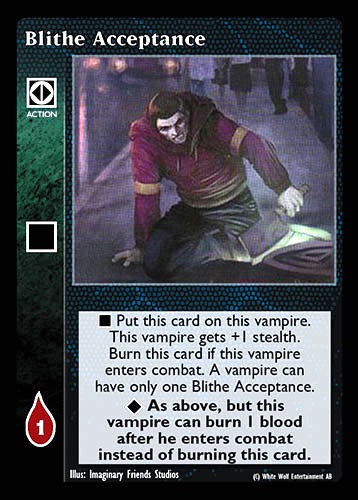 Blithe Acceptance
ACTION
■ Put this card on this vampire.
This vampire gets +1 stealth.
Burn this card if this vampire
enters combat. A vampire can
have only one Blithe Acceptance.
◆ As above, but this
vampire can burn 1 blood
after he enters combat
instead of burning this card.
1
Illus: Imaginary Friends Studios
(C) White Wolf Entertainment AB